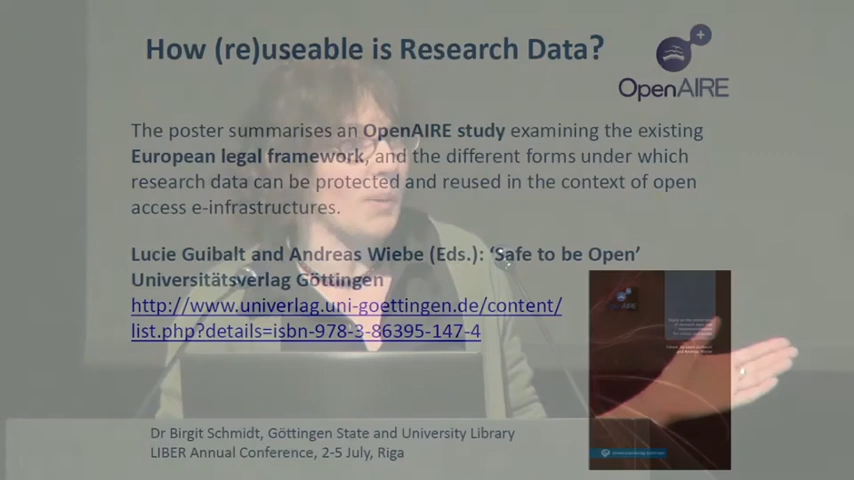 How (re)useable is Research Data?
OpenAIRE
The poster summarises an OpenAIRE study examining the existing
European legal framework, and the different forms under which
research data can be protected and reused in the context of open
access e-infrastructures.
Lucie Guibalt and Andreas Wiebe (Eds.): ‘Safe to be Open’
Universitätsverlag Göttingen
http://www.univerlag.uni-goettingen.de/content/
list.php?details=isbn-978-3-86395-147-4
Dr Birgit Schmidt, Göttingen State and University Library
LIBER Annual Conference, 2-5 July, Riga